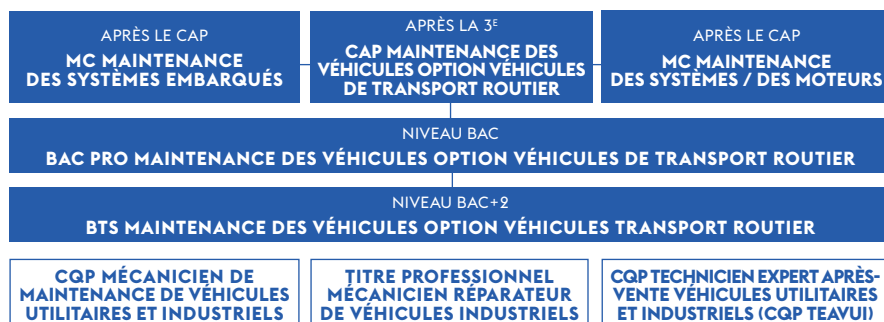 APRÈS LE CAP
MC MAINTENANCE
DES SYSTÈMES EMBARQUÉS
APRÈS LA 3E
CAP MAINTENANCE DES
VÉHICULES OPTION VÉHICULES
DE TRANSPORT ROUTIER
APRÈS LE CAP
MC MAINTENANCE
DES SYSTÈMES / DES MOTEURS
NIVEAU BAC
BAC PRO MAINTENANCE DES VÉHICULES OPTION VÉHICULES DE TRANSPORT ROUTIER
NIVEAU BAC+2
BTS MAINTENANCE DES VÉHICULES OPTION VÉHICULES TRANSPORT ROUTIER
CQP MÉCANICIEN DE
MAINTENANCE DE VÉHICULES
UTILITAIRES ET INDUSTRIELS
TITRE PROFESSIONNEL
MÉCANICIEN RÉPARATEUR
DE VÉHICULES INDUSTRIELS
CQP TECHNICIEN EXPERT APRÈS-
VENTE VÉHICULES UTILITAIRES
ET INDUSTRIELS (CQP TEAVUI)